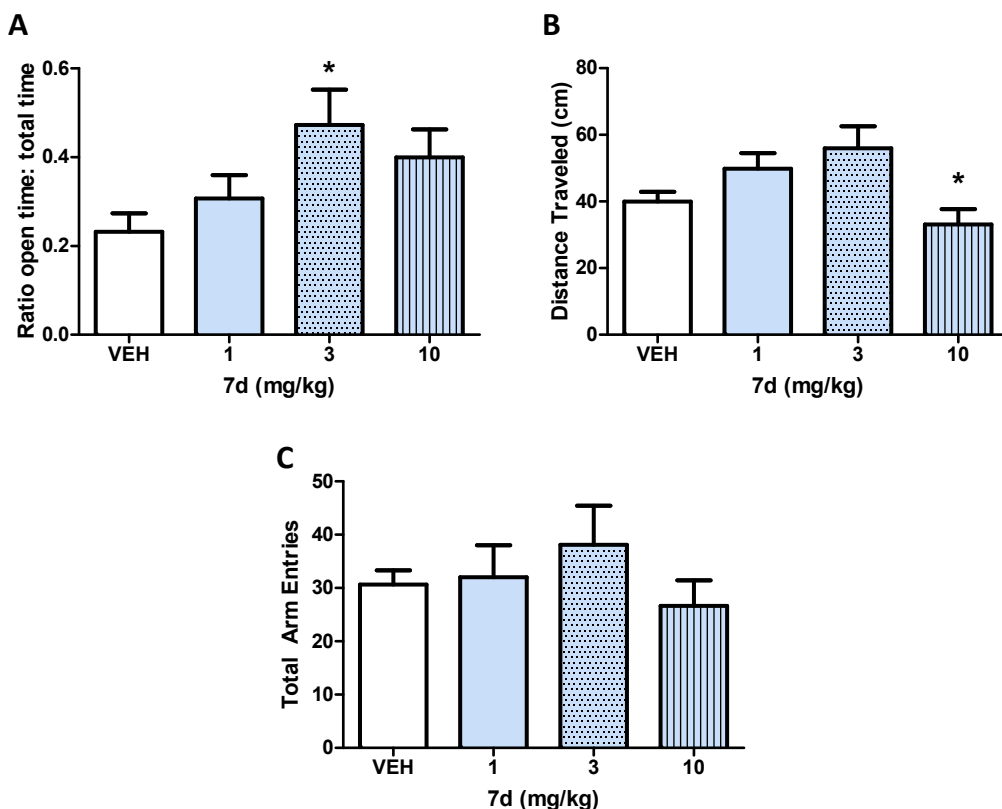 A
Ratio open time: total time
0.6
0.4
0.2
0.0
*
VEH 1 3 10
7d (mg/kg)
B
Distance Traveled (cm)
80
60
40
20
0
*
VEH 1 3 10
7d (mg/kg)
C
Total Arm Entries
50
40
30
20
10
0
VEH 1 3 10
7d (mg/kg)